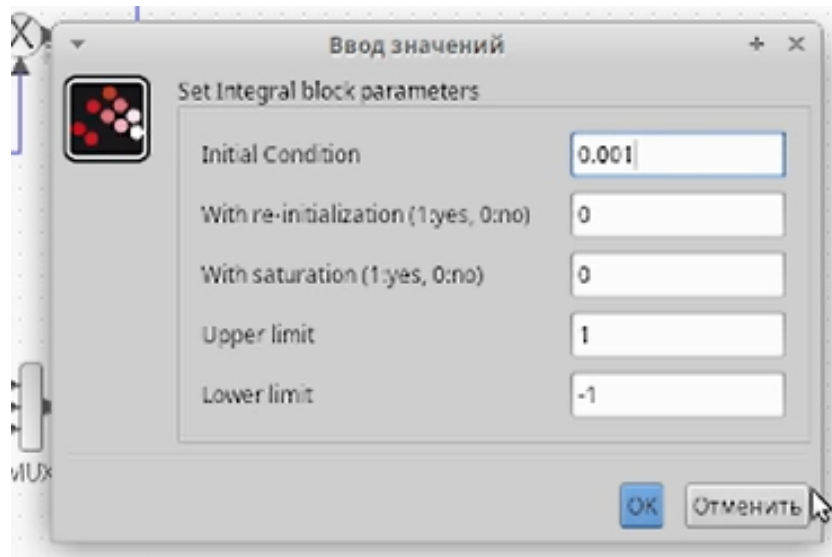 Ввод значений
Set Integral block parameters
Initial Condition 0.001
With re-initialization (1:yes, 0:no) 0
With saturation (1:yes, 0:no) 0
Upper limit 1
Lower limit -1
MUX
OK Отменить